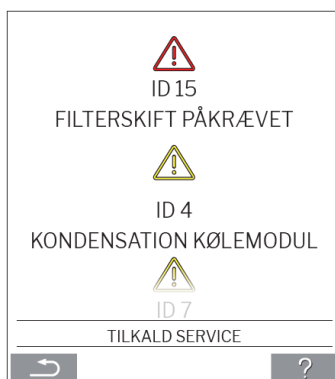 ID 15
FILTERSKIFT PÅKRÆVET
ID 4
KONDENSATION KØLEMODUL
ID 7
TILKALD SERVICE
?